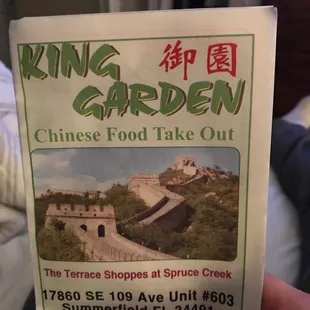 KING 御園
GARDEN
Chinese Food Take Out
The Terrace Shoppes at Spruce Creek
17860 SE 109 Ave Unit #603
Summerfield FL 34491